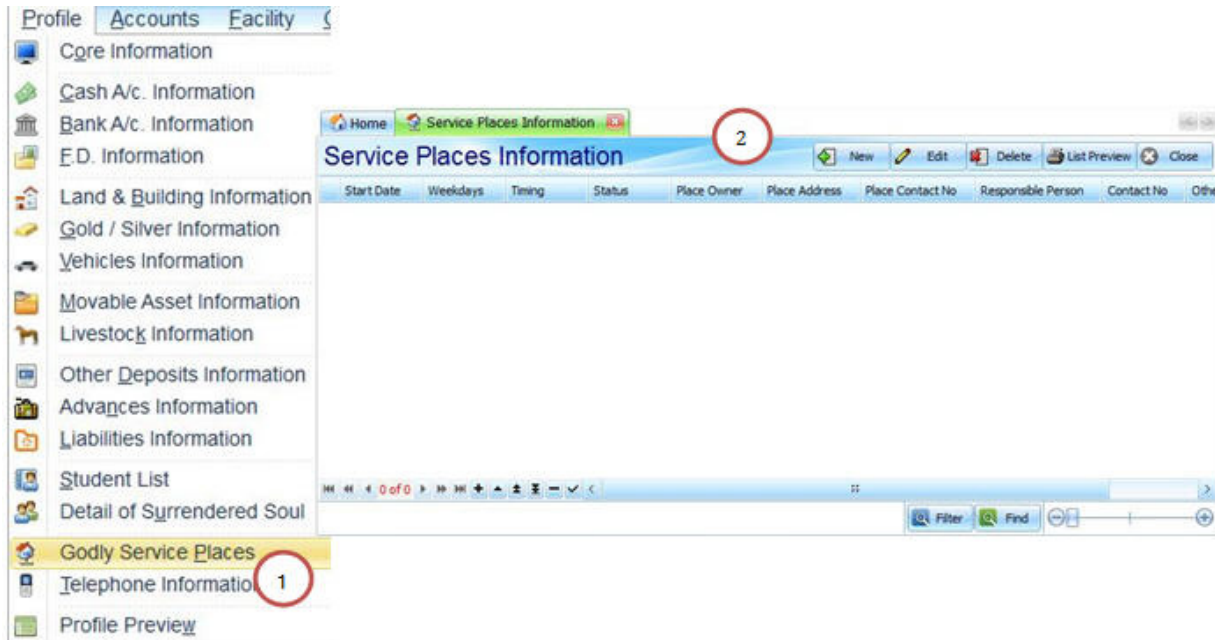 Profile Accounts Facility
Core Information
Cash A/c. Information
Bank A/c. Information
F.D. Information
Land & Building Information
Gold / Silver Information
Vehicles Information
Movable Asset Information
Livestock Information
Other Deposits Information
Advances Information
Liabilities Information
Student List
Detail of Surrendered Soul
Godly Service Places
Telephone Informatio
1
Profile Preview
Home Service Places Information
2
Service Places Information
New Edit Delete List Preview Close
Start Date Weekdays Timing Status Place Owner Place Address Place Contact No Responsible Person Contact No Othe
0 of 0
Filter Find